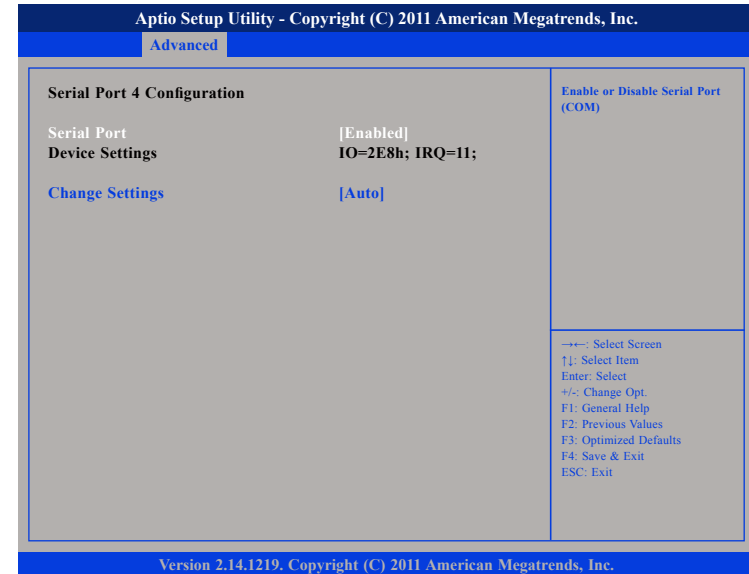 Aptio Setup Utility - Copyright (C) 2011 American Megatrends, Inc.
Advanced
Serial Port 4 Configuration
Serial Port [Enabled]
Device Settings IO=2E8h; IRQ=11;
Change Settings [Auto]
Enable or Disable Serial Port
(COM)
→←: Select Screen
↑↓: Select Item
Enter: Select
+/-: Change Opt.
F1: General Help
F2: Previous Values
F3: Optimized Defaults
F4: Save & Exit
ESC: Exit
Version 2.14.1219. Copyright (C) 2011 American Megatrends, Inc.